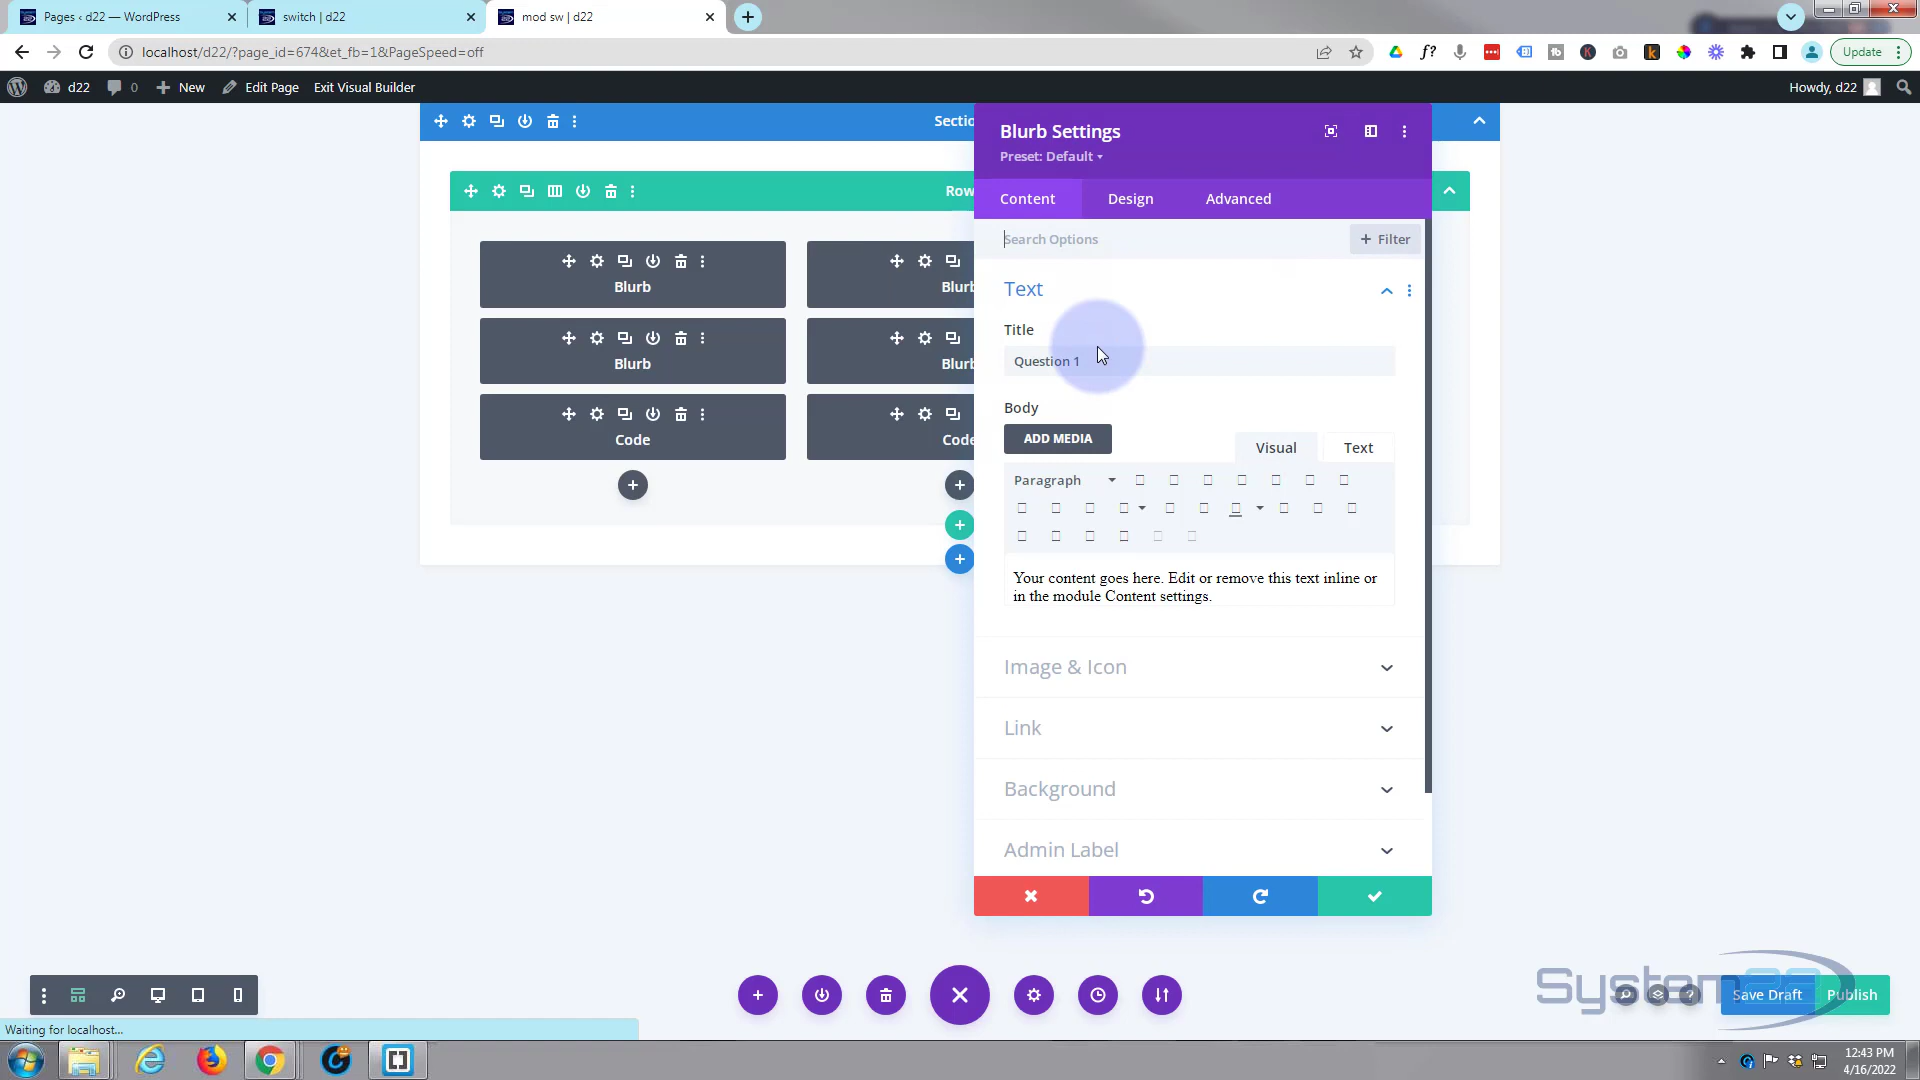 Pages ‹ d22 — WordPress
switch | d22
mod sw | d22
localhost/d22/?page_id=674&et_fb=1&PageSpeed=off
Update
d22
0
New
Edit Page
Exit Visual Builder
Howdy, d22
Sectio
Blurb Settings
Preset: Default
Row
Content
Design
Advanced
Search Options
Filter
Blurb
Blurb
Text
Title
Question 1
Blurb
Blurb
Body
ADD MEDIA
Visual
Text
Code
Code
Paragraph
Your content goes here. Edit or remove this text inline or
in the module Content settings.
Image & Icon
Link
Background
Admin Label
System22
Save Draft
Publish
Waiting for localhost...
12:43 PM
4/16/2022